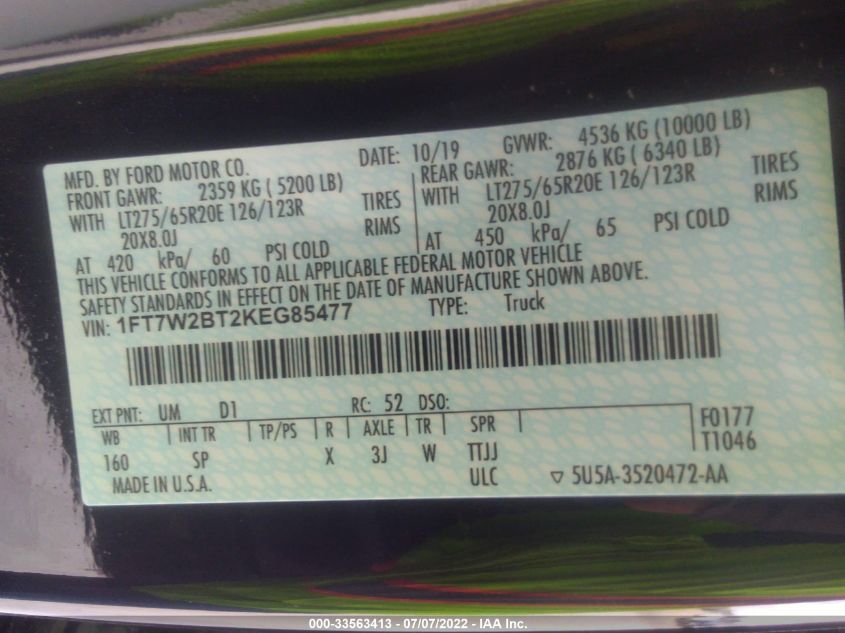 MFD. BY FORD MOTOR CO.
DATE: 10/19 GVWR: 4536 KG (10000 LB)
FRONT GAWR: 2359 KG ( 5200 LB)
WITH LT275/65R20E 126/123R TIRES
20X8.0J RIMS
AT 420 kPa/ 60 PSI COLD
REAR GAWR: 2876 KG ( 6340 LB)
WITH LT275/65R20E 126/123R TIRES
20X8.0J RIMS
AT 450 kPa/ 65 PSI COLD
THIS VEHICLE CONFORMS TO ALL APPLICABLE FEDERAL MOTOR VEHICLE
SAFETY STANDARDS IN EFFECT ON THE DATE OF MANUFACTURE SHOWN ABOVE.
VIN: 1FT7W2BT2KEG85477 TYPE: Truck
EXT PNT: UM D1 RC: 52 DSO:
WB INT TR TP/PS R AXLE TR SPR
160 SP X 3J W TTJJ
ULC
F0177
T1046
MADE IN U.S.A.
▽ 5U5A-3520472-AA
000-33563413 - 07/07/2022 - IAA Inc.